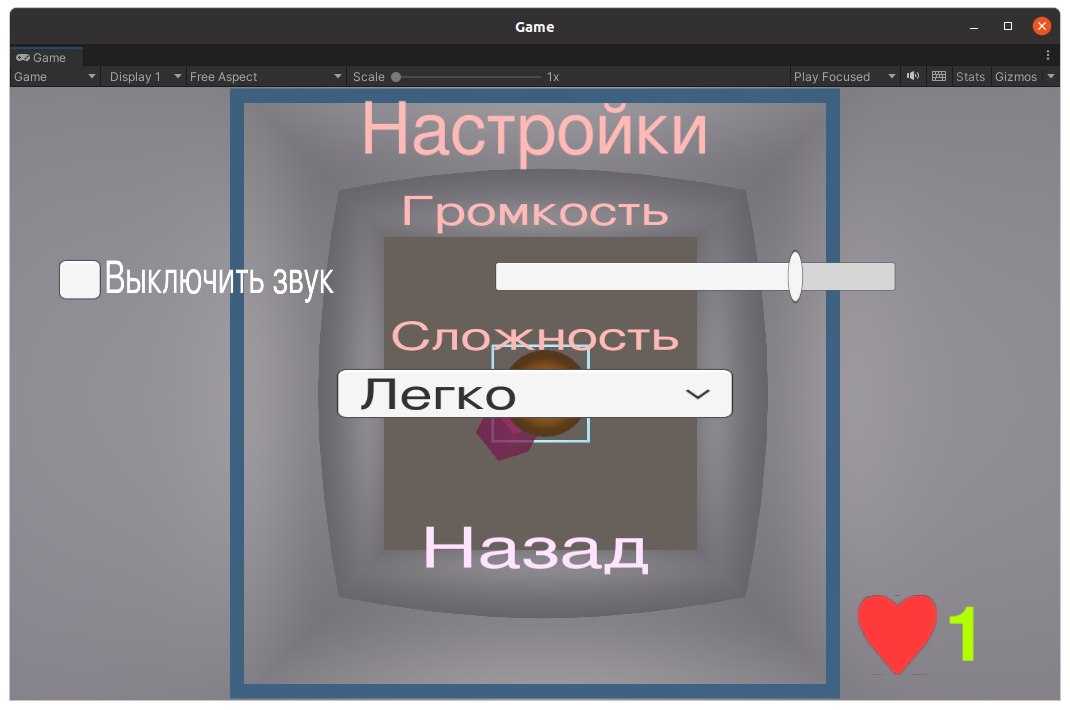 Game
Game
Game Display 1 Free Aspect Scale 1x Play Focused Stats Gizmos
Настройки
Громкость
Выключить звук
Сложность
Легко
Назад
1